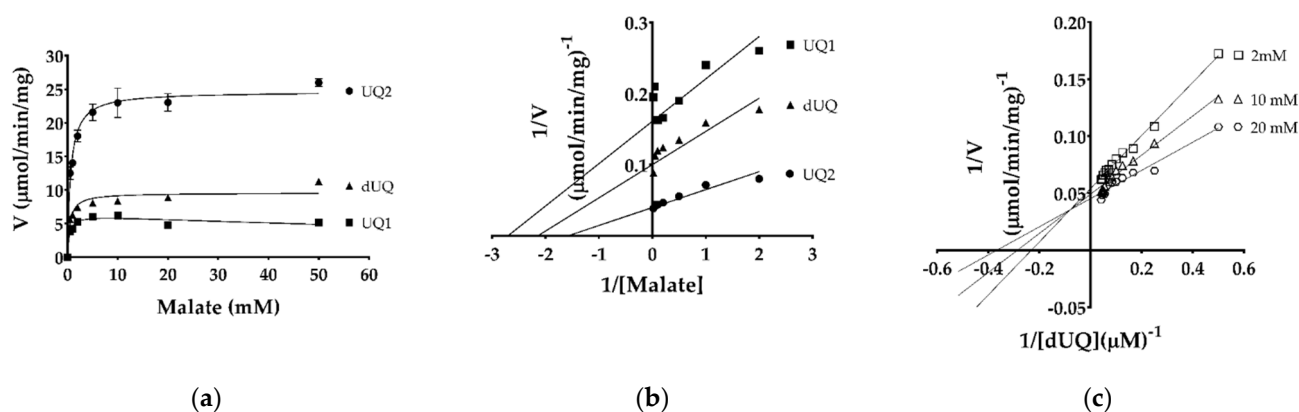 V (μmol/min/mg)
30
25
20
15
10
5
0
0 10 20 30 40 50 60
Malate (mM)
UQ2
dUQ
UQ1
(a)
1/V
(μmol/min/mg)-1
0.3
0.2
0.1
-3 -2 -1 0 1 2 3
1/[Malate]
UQ1
dUQ
UQ2
(b)
1/V
(μmol/min/mg)-1
0.20
0.15
0.10
0.05
-0.05
-0.6 -0.4 -0.2 0.2 0.4 0.6
1/[dUQ](μM)-1
2mM
10 mM
20 mM
(c)